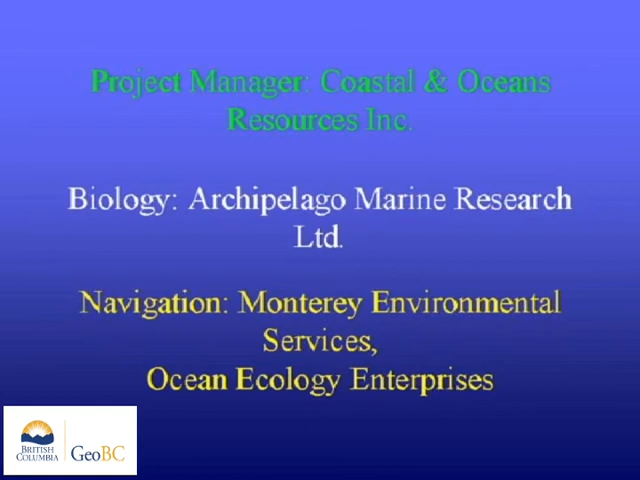 Project Manager: Coastal & Oceans
Resources Inc.
Biology: Archipelago Marine Research
Ltd.
Navigation: Monterey Environmental
Services,
Ocean Ecology Enterprises
BRITISH
COLUMBIA
GeoBC